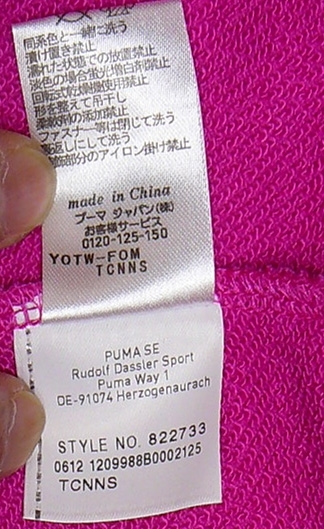 同系色と一緒に洗う
漬け置き禁止
濡れた状態での放置禁止
淡色の場合蛍光増白剤禁止
回転式乾燥機使用禁止
形を整えて吊干し
柔軟剤の添加禁止
ファスナー等は閉じて洗う
裏返しにして洗う
装飾部分のアイロン掛け禁止
made in China
プーマ ジャパン(株)
お客様サービス
0120-125-150
YOTW-FOM
TCNNS
PUMA SE
Rudolf Dassler Sport
Puma Way 1
DE-91074 Herzogenaurach
STYLE NO. 822733
0612 1209988B0002125
TCNNS